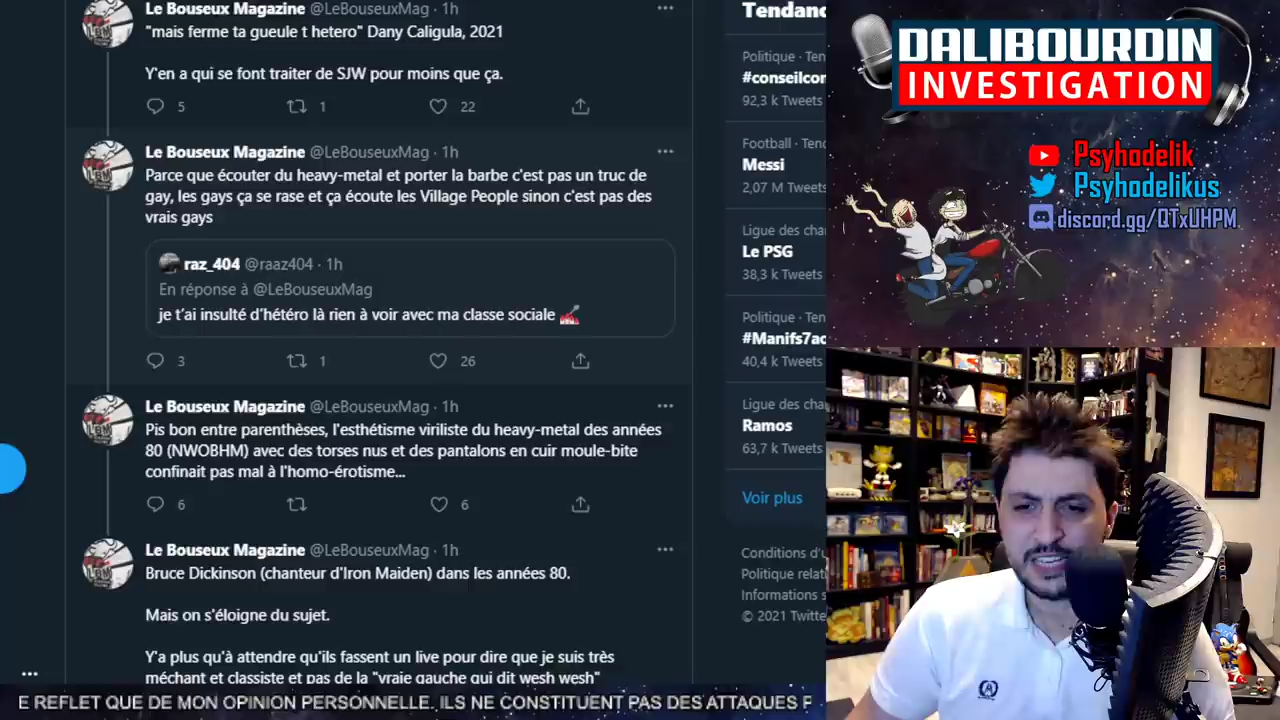 Le Bouseux Magazine @LeBouseuxMag · 1h
"mais ferme ta gueule t hetero" Dany Caligula, 2021
Y'en a qui se font traiter de SJW pour moins que ça.
5 1 22
Le Bouseux Magazine @LeBouseuxMag · 1h
Parce que écouter du heavy-metal et porter la barbe c'est pas un truc de
gay, les gays ça se rase et ça écoute les Village People sinon c'est pas des
vrais gays
raz_404 @raaz404 · 1h
En réponse à @LeBouseuxMag
je t'ai insulté d'hétéro là rien à voir avec ma classe sociale
3 1 26
Le Bouseux Magazine @LeBouseuxMag · 1h
Pis bon entre parenthèses, l'esthétisme viriliste du heavy-metal des années
80 (NWOBHM) avec des torses nus et des pantalons en cuir moule-bite
confinait pas mal à l'homo-érotisme...
6 6
Le Bouseux Magazine @LeBouseuxMag · 1h
Bruce Dickinson (chanteur d'Iron Maiden) dans les années 80.
Mais on s'éloigne du sujet.
Y'a plus qu'à attendre qu'ils fassent un live pour dire que je suis très
méchant et classiste et pas de la "vraie gauche qui dit wesh wesh"
Tendanc
Politique · Ten
#conseilcon
92,3 k Tweets
Football · Tend
Messi
2,07 M Tweets
Ligue des cha
Le PSG
38,3 k Tweets
Politique · Ten
#Manifs7ao
40,4 k Tweets
Ligue des cha
Ramos
63,7 k Tweets
Voir plus
Conditions d'u
Politique relati
Informations s
© 2021 Twitte
DALIBOURDIN
INVESTIGATION
Psyhodelik
Psyhodelikus
discord.gg/QTxUHPM
E REFLET QUE DE MON OPINION PERSONNELLE. ILS NE CONSTITUENT PAS DES ATTAQUES P